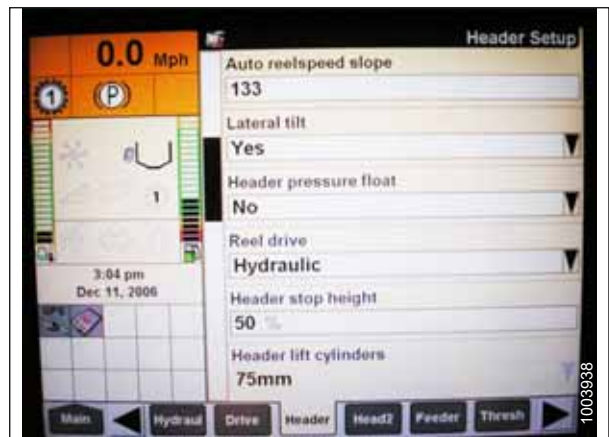 0.0 Mph
Header Setup
Auto reelspeed slope
133
1
(P)
Lateral tilt
Yes
1
Header pressure float
No
Reel drive
Hydraulic
3:04 pm
Dec 11, 2006
Header stop height
50 %
Header lift cylinders
75mm
Main
Hydraul
Drive
Header
Head2
Feeder
Thresh
1003938